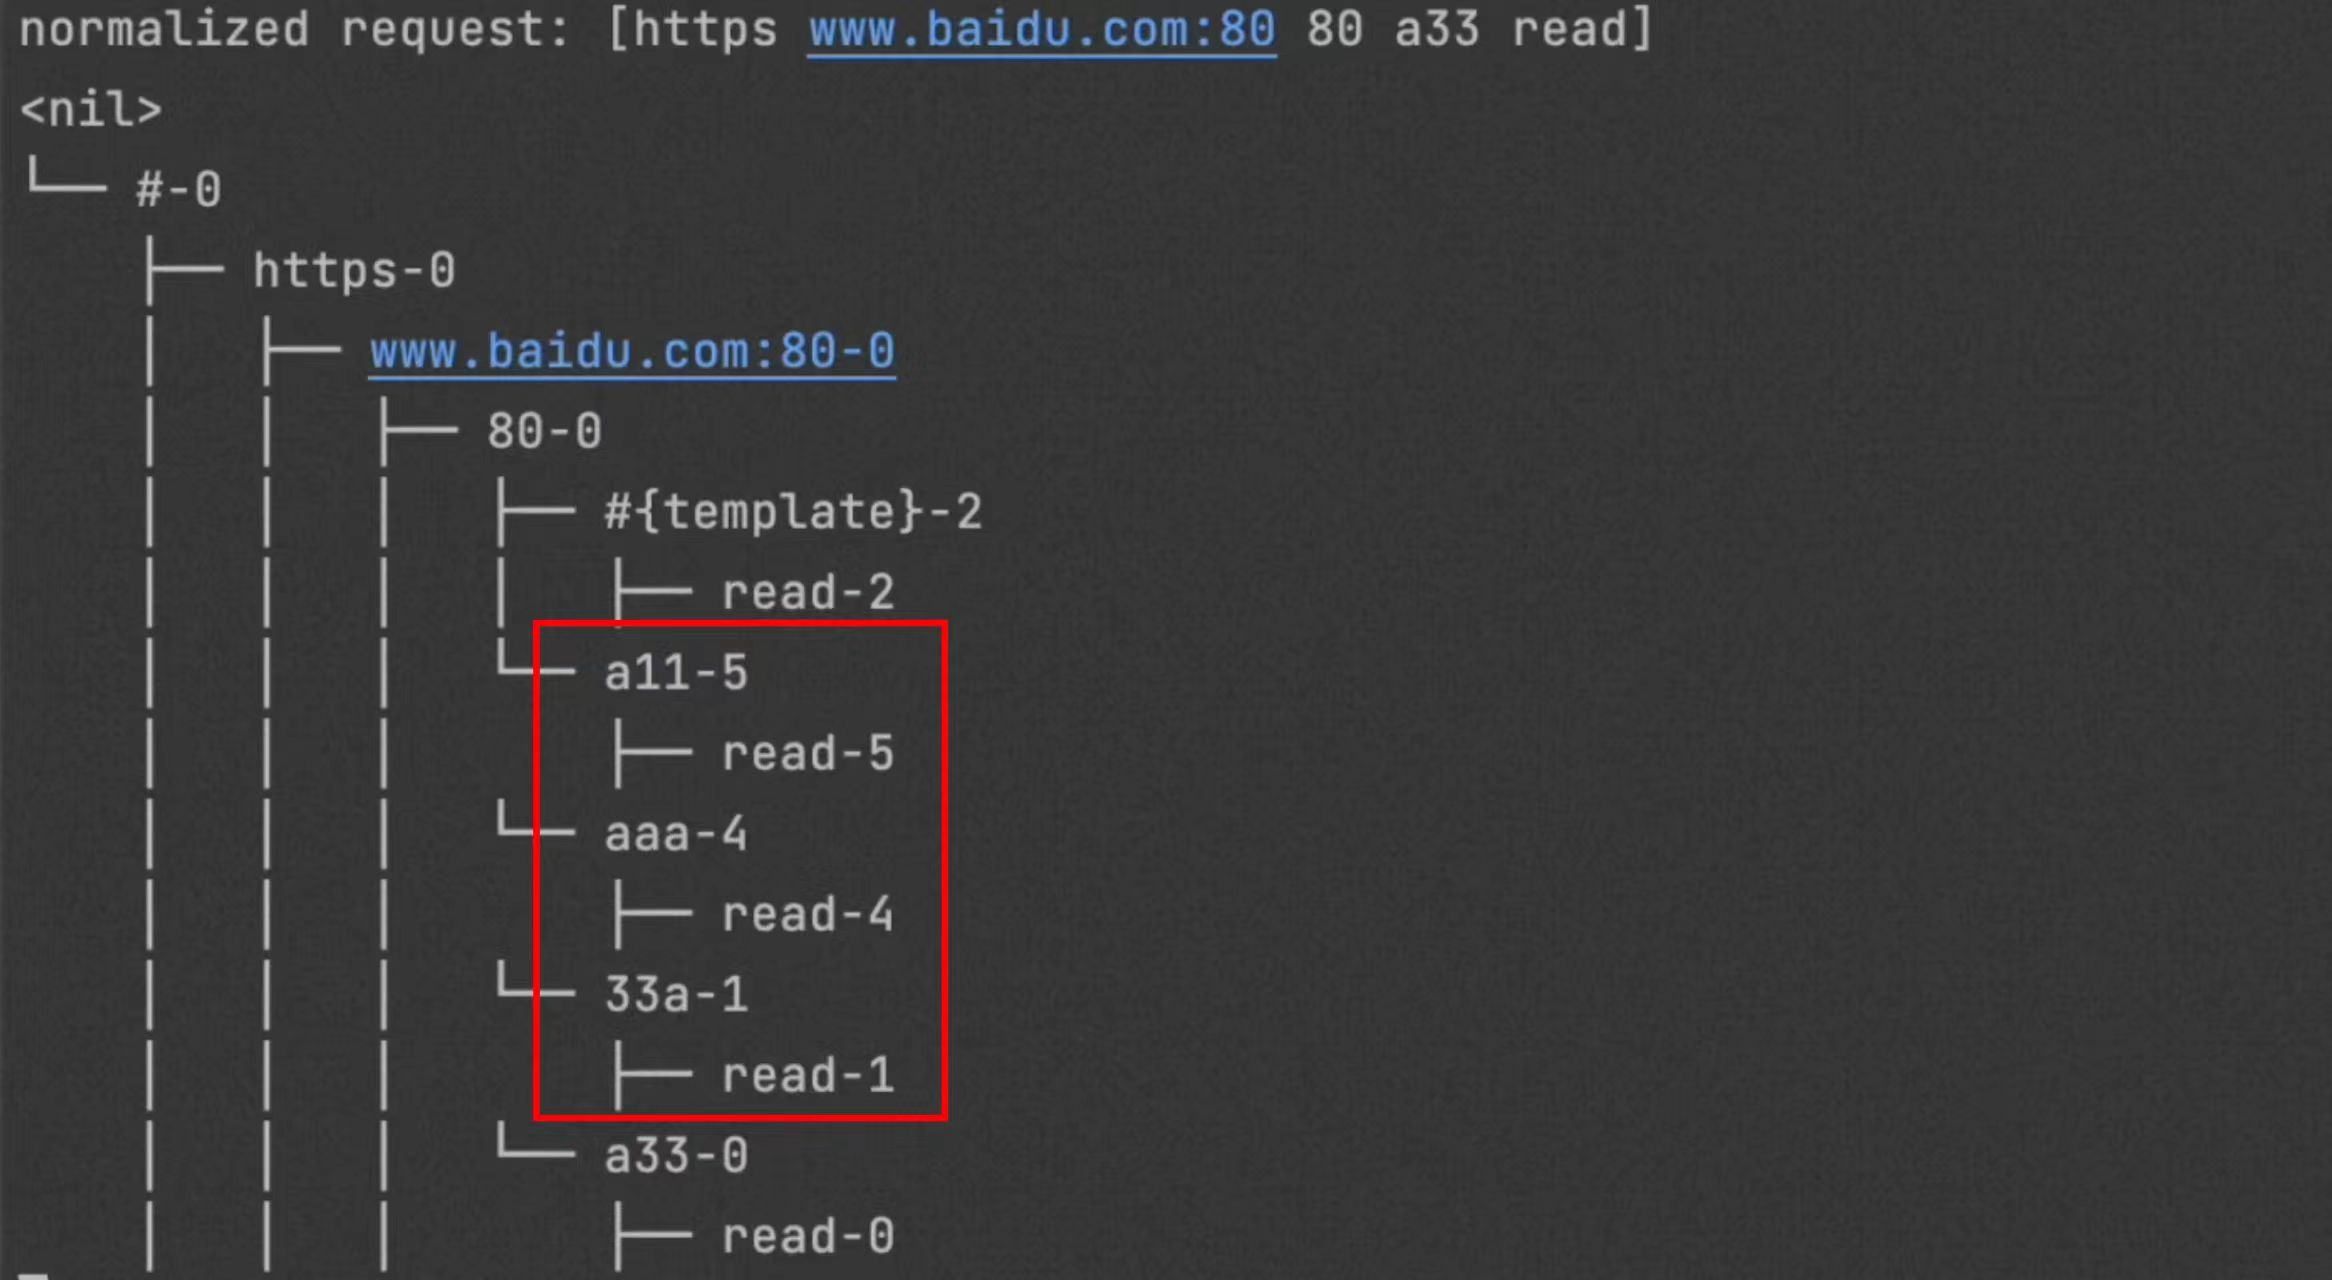 normalized request: [https www.baidu.com:80 80 a33 read]
<nil>
└── #-0
├── https-0
│ ├── www.baidu.com:80-0
│ │ ├── 80-0
│ │ │ ├── #{template}-2
│ │ │ │ ├── read-2
│ │ │ └── a11-5
│ │ │ ├── read-5
│ │ │ └── aaa-4
│ │ │ ├── read-4
│ │ │ └── 33a-1
│ │ │ ├── read-1
│ │ │ └── a33-0
│ │ │ ├── read-0